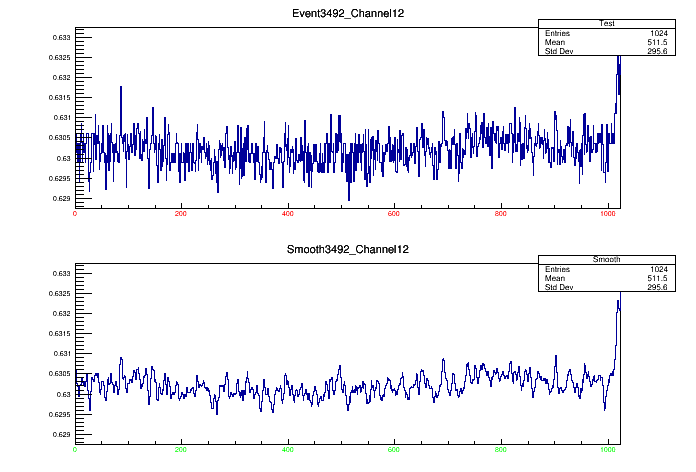 Event3492_Channel12
Test
Entries 1024
Mean 511.5
Std Dev 295.6
0.633
0.6325
0.632
0.6315
0.631
0.6305
0.63
0.6295
0.629
0 200 400 600 800 1000
Smooth3492_Channel12
Smooth
Entries 1024
Mean 511.5
Std Dev 295.6
0.633
0.6325
0.632
0.6315
0.631
0.6305
0.63
0.6295
0.629
0 200 400 600 800 1000